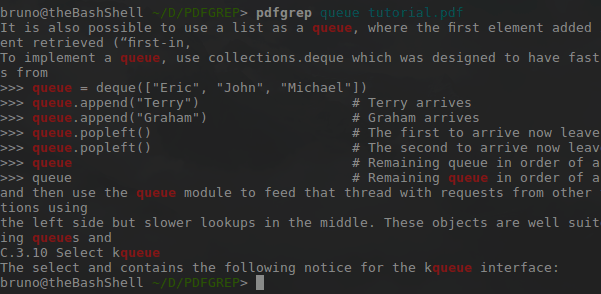 bruno@theBashShell ~/D/PDFGREP> pdfgrep queue tutorial.pdf
It is also possible to use a list as a queue, where the first element added
ent retrieved (“first-in,
To implement a queue, use collections.deque which was designed to have fast
s from
>>> queue = deque(["Eric", "John", "Michael"])
>>> queue.append("Terry") # Terry arrives
>>> queue.append("Graham") # Graham arrives
>>> queue.popleft() # The first to arrive now leave
>>> queue.popleft() # The second to arrive now leav
>>> queue # Remaining queue in order of a
>>> queue # Remaining queue in order of a
and then use the queue module to feed that thread with requests from other
tions using
the left side but slower lookups in the middle. These objects are well suit
ing queues and
C.3.10 Select kqueue
The select and contains the following notice for the kqueue interface:
bruno@theBashShell ~/D/PDFGREP>